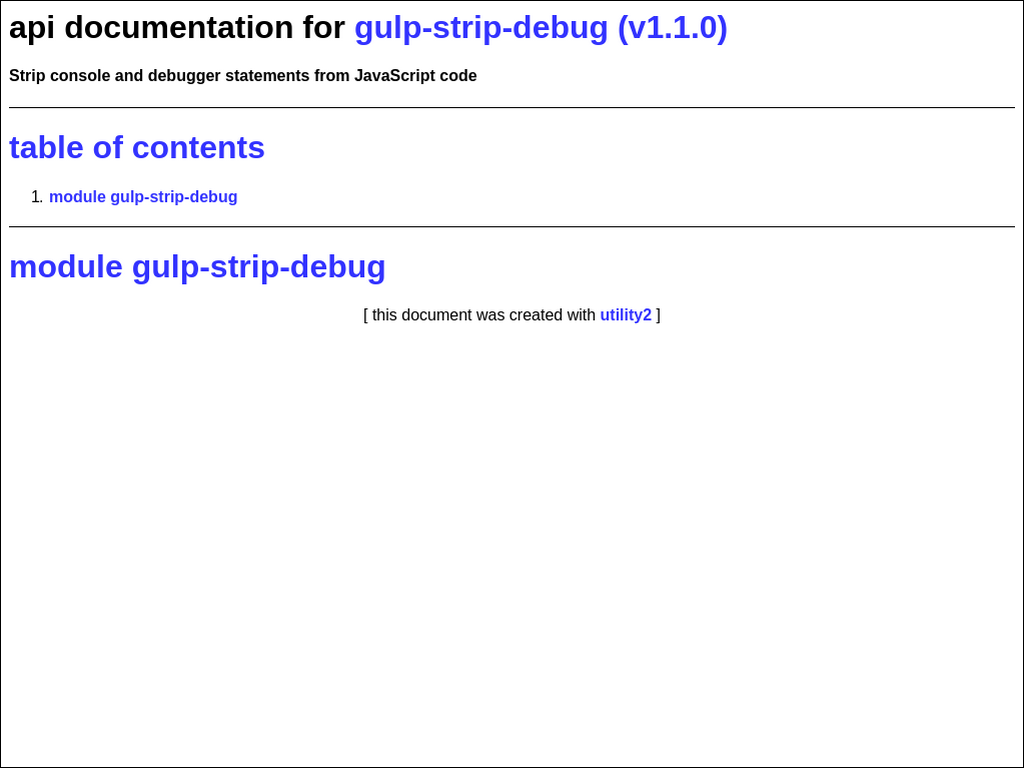 api documentation for gulp-strip-debug (v1.1.0)
Strip console and debugger statements from JavaScript code
table of contents
1. module gulp-strip-debug
module gulp-strip-debug
[ this document was created with utility2 ]